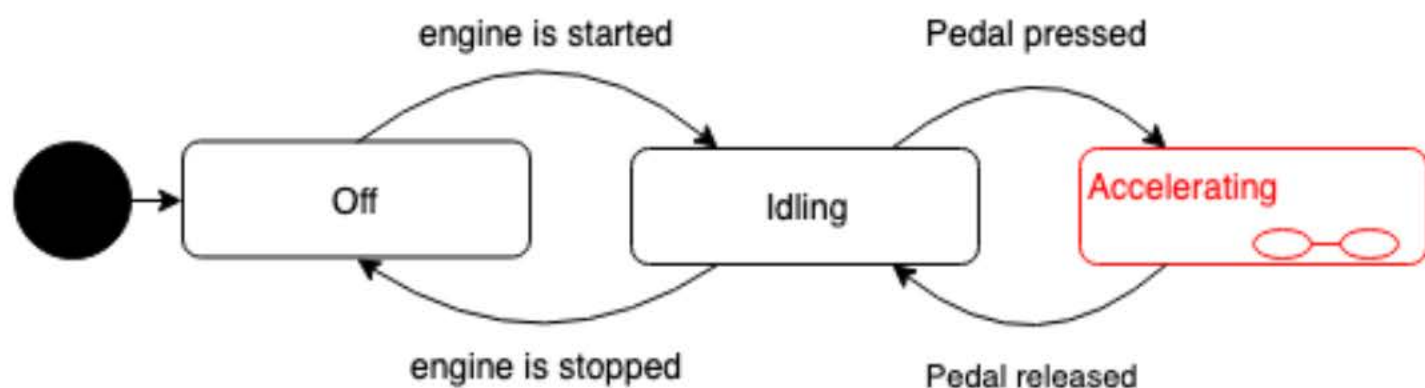 engine is started
Pedal pressed
Off
Idling
Accelerating
engine is stopped
Pedal released